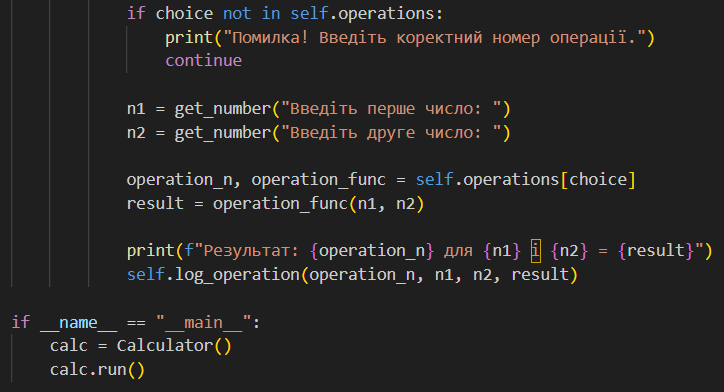 if choice not in self.operations:
print("Помилка! Введіть коректний номер операції.")
continue
n1 = get_number("Введіть перше число: ")
n2 = get_number("Введіть друге число: ")
operation_n, operation_func = self.operations[choice]
result = operation_func(n1, n2)
print(f"Результат: {operation_n} для {n1} і {n2} = {result}")
self.log_operation(operation_n, n1, n2, result)
if __name__ == "__main__":
calc = Calculator()
calc.run()